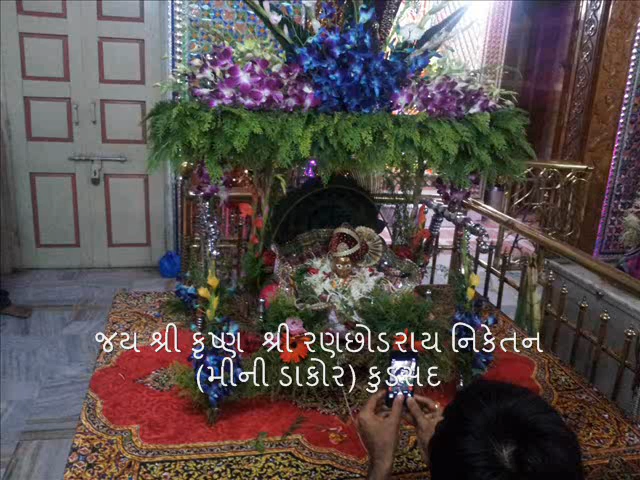 જય શ્રી કૃષ્ણ  શ્રી રણછોડરાય નિકેતન
(મીની ડાકોર) કુડસદ